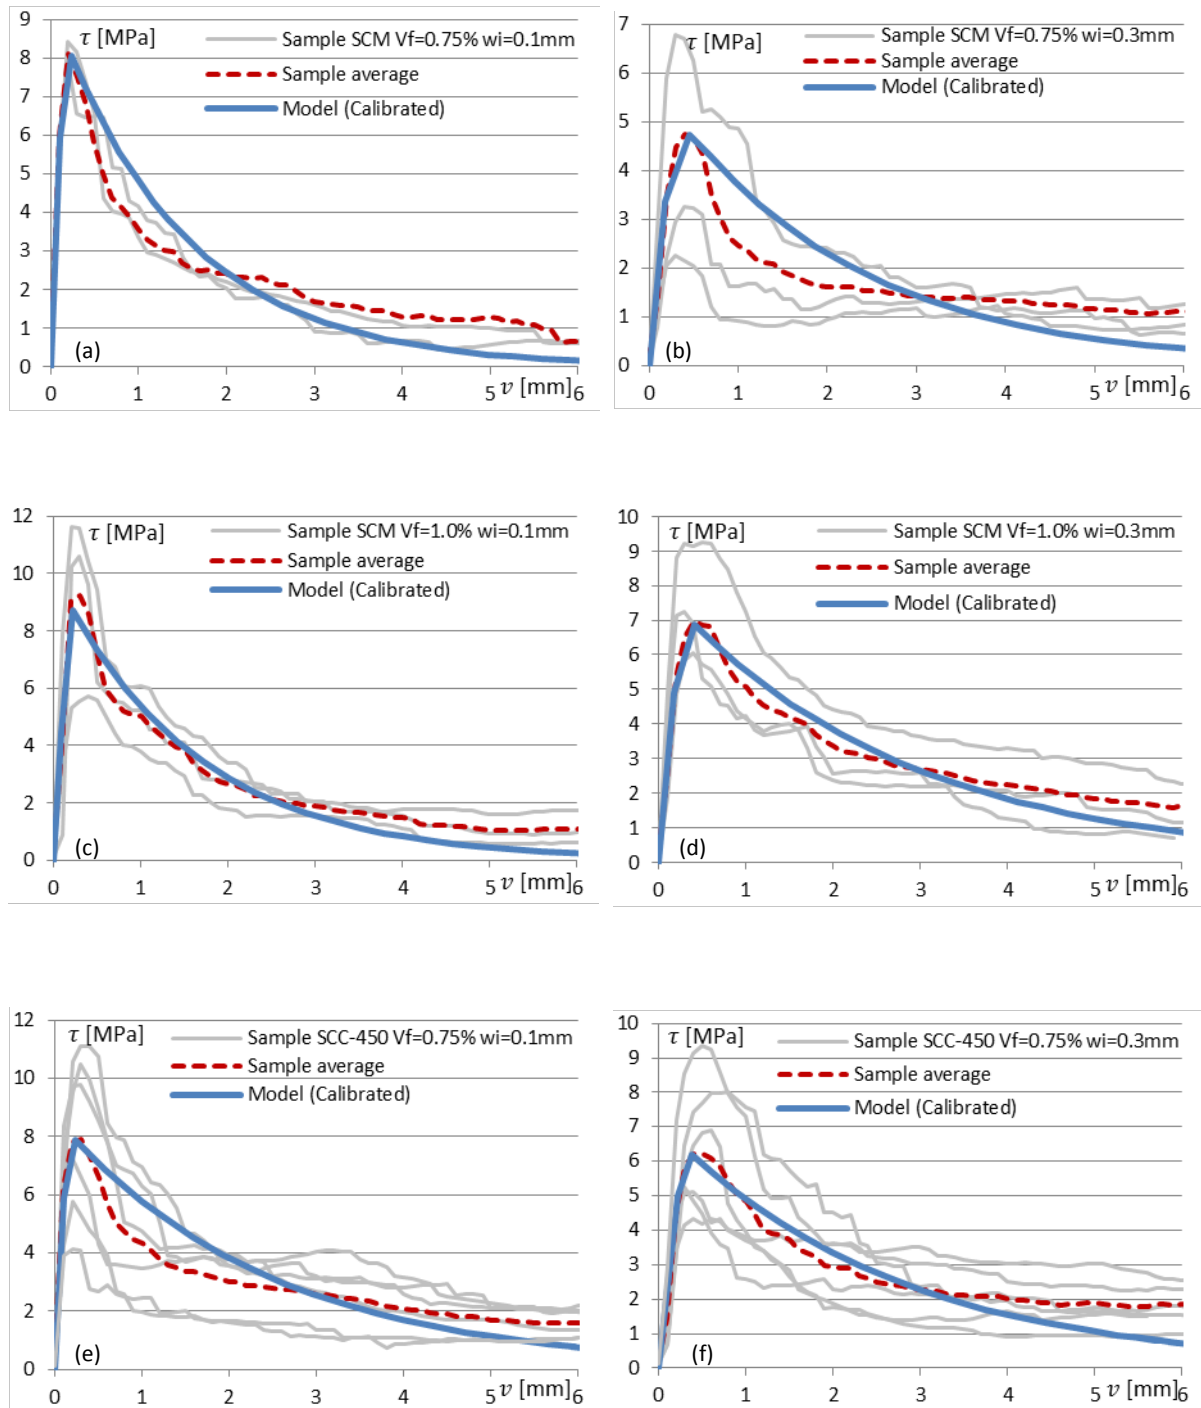 9
8
7
6
5
4
3
2
1
0
τ [MPa]
Sample SCM Vf=0.75% wi=0.1mm
Sample average
Model (Calibrated)
(a)
0 1 2 3 4 5 v [mm] 6
7
6
5
4
3
2
1
0
τ [MPa]
Sample SCM Vf=0.75% wi=0.3mm
Sample average
Model (Calibrated)
(b)
0 1 2 3 4 5 v [mm] 6
12
10
8
6
4
2
0
τ [MPa]
Sample SCM Vf=1.0% wi=0.1mm
Sample average
Model (Calibrated)
(c)
0 1 2 3 4 5 v [mm] 6
10
9
8
7
6
5
4
3
2
1
0
τ [MPa]
Sample SCM Vf=1.0% wi=0.3mm
Sample average
Model (Calibrated)
(d)
0 1 2 3 4 5 v [mm] 6
12
10
8
6
4
2
0
τ [MPa]
Sample SCC-450 Vf=0.75% wi=0.1mm
Sample average
Model (Calibrated)
(e)
0 1 2 3 4 5 v [mm] 6
10
9
8
7
6
5
4
3
2
1
0
τ [MPa]
Sample SCC-450 Vf=0.75% wi=0.3mm
Sample average
Model (Calibrated)
(f)
0 1 2 3 4 5 v [mm] 6